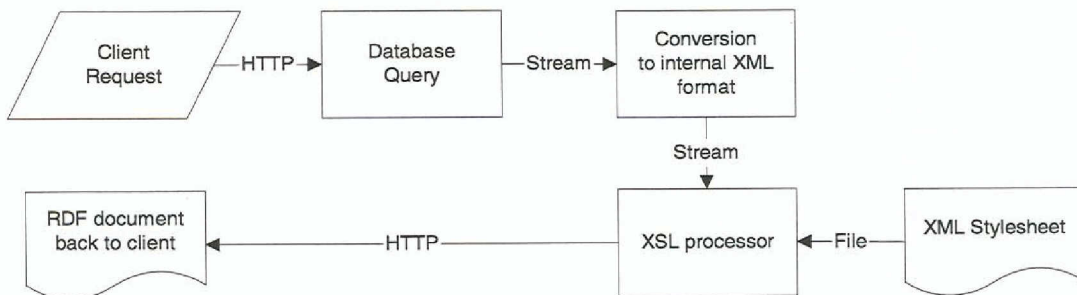 Client
Request
HTTP
Database
Query
Stream
Conversion
to internal XML
format
Stream
RDF document
back to client
HTTP
XSL processor
File
XML Stylesheet